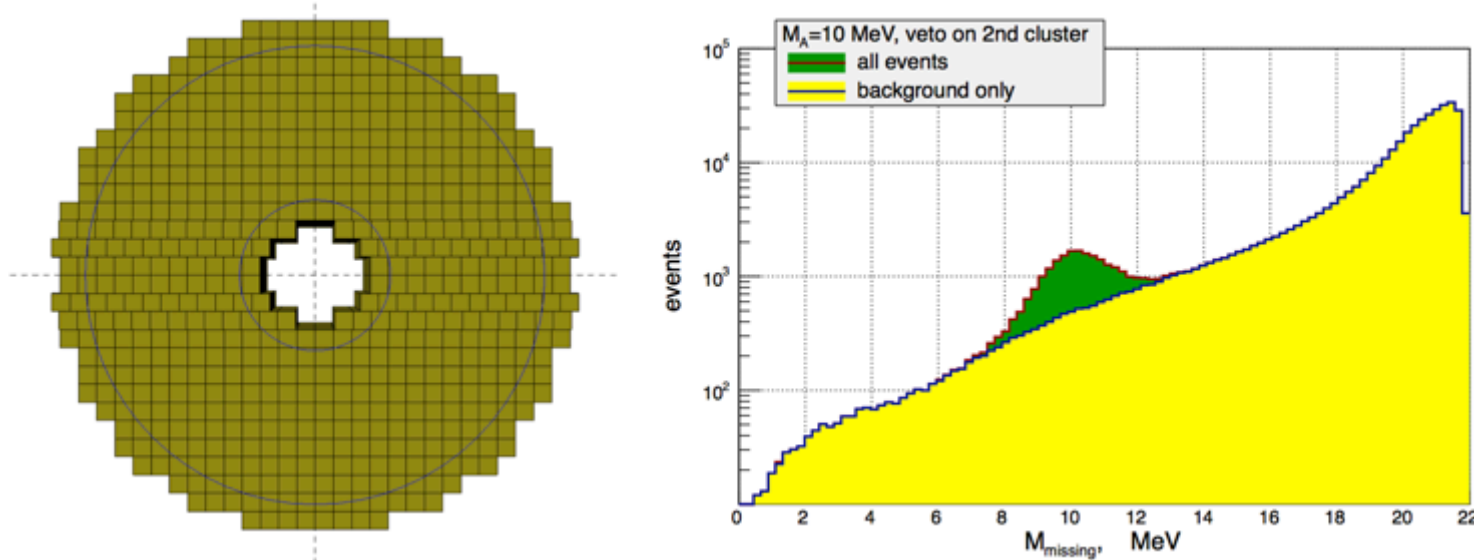 M_A=10 MeV, veto on 2nd cluster
all events
background only
10^5
10^4
10^3
10^2
events
0 2 4 6 8 10 12 14 16 18 20 22
M_missing, MeV